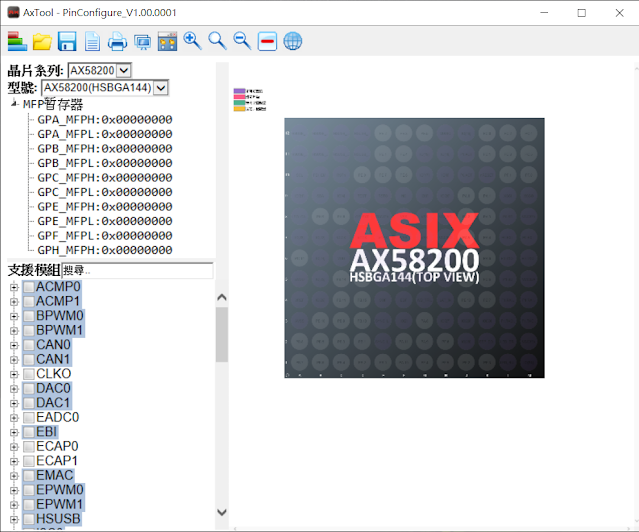 AxTool - PinConfigure_V1.00.0001
晶片系列: AX58200
型號: AX58200(HSBGA144)
MFP暫存器
GPA_MFPH:0x00000000
GPA_MFPL:0x00000000
GPB_MFPH:0x00000000
GPB_MFPL:0x00000000
GPC_MFPH:0x00000000
GPC_MFPL:0x00000000
GPE_MFPH:0x00000000
GPE_MFPL:0x00000000
GPF_MFPL:0x00000000
GPH_MFPH:0x00000000
支援模組 搜尋..
ACMP0
ACMP1
BPWM0
BPWM1
CAN0
CAN1
CLKO
DAC0
DAC1
EADC0
EBI
ECAP0
ECAP1
EMAC
EPWM0
EPWM1
HSUSB
ASIX
AX58200
HSBGA144(TOP VIEW)